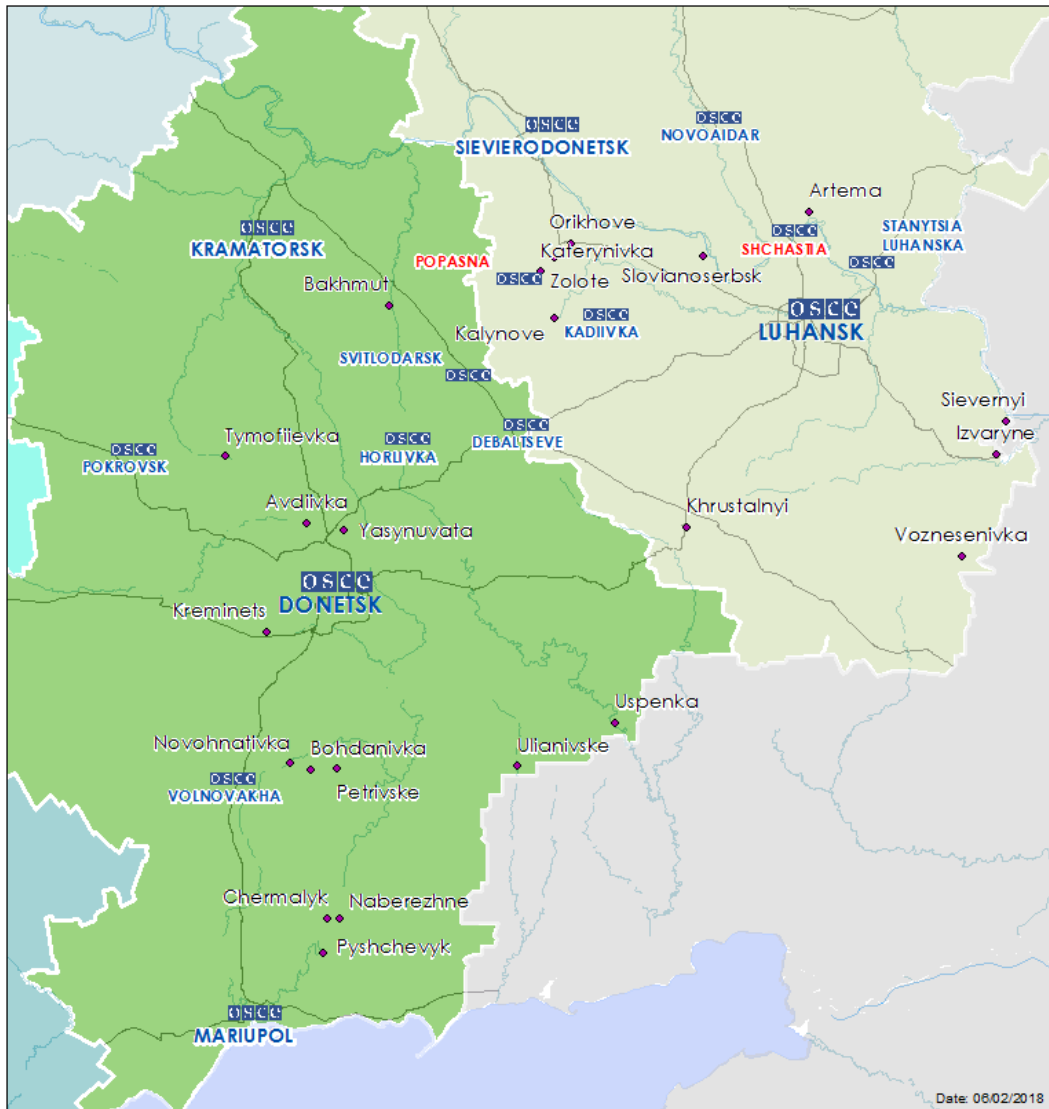 OSCE
NOVOAIDAR
OSCE
SIEVIERODONETSK
Artema
Orikhove
OSCE
SHCHASTIA
STANYTSIA
LUHANSKA
OSCE
OSCE
KRAMATORSK
POPASNA
Katerynivka
OSCE
Zolote
Slovianoserbsk
Bakhmut
Kalynove
OSCE
KADIIVKA
OSCE
LUHANSK
SVITLODARSK
OSCE
Sievernyi
Izvaryne
OSCE
DEBALTSEVE
Tymofiievka
OSCE
HORLIVKA
OSCE
POKROVSK
Avdiivka
Yasynuvata
Khrustalnyi
Voznesenivka
OSCE
DONETSK
Kreminets
Uspenka
Novohnativka
Bohdanivka
Petrivske
Ulianivske
OSCE
VOLNOVAKHA
Chermalyk
Naberezhne
Pyshchevyk
OSCE
MARIUPOL
Date: 06/02/2018